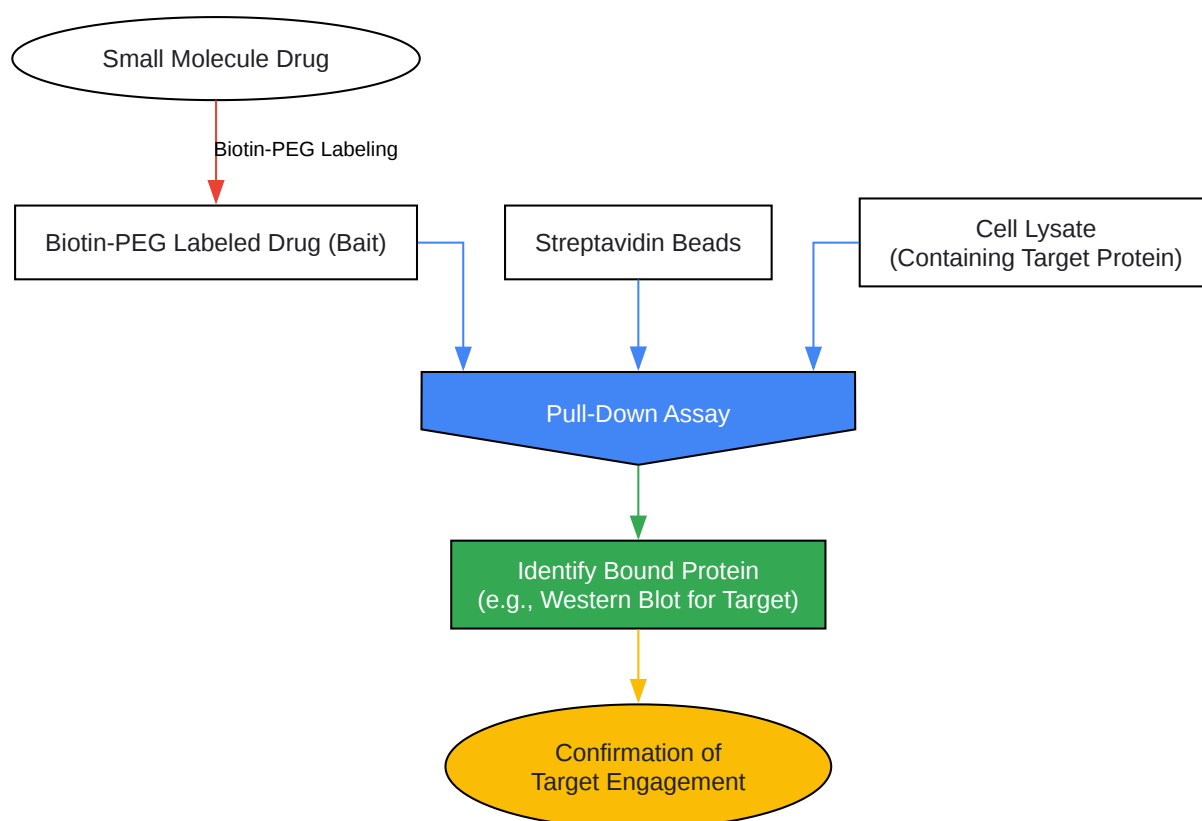 Small Molecule Drug
Biotin-PEG Labeling
Biotin-PEG Labeled Drug (Bait)
Streptavidin Beads
Cell Lysate
(Containing Target Protein)
Pull-Down Assay
Identify Bound Protein
(e.g., Western Blot for Target)
Confirmation of
Target Engagement